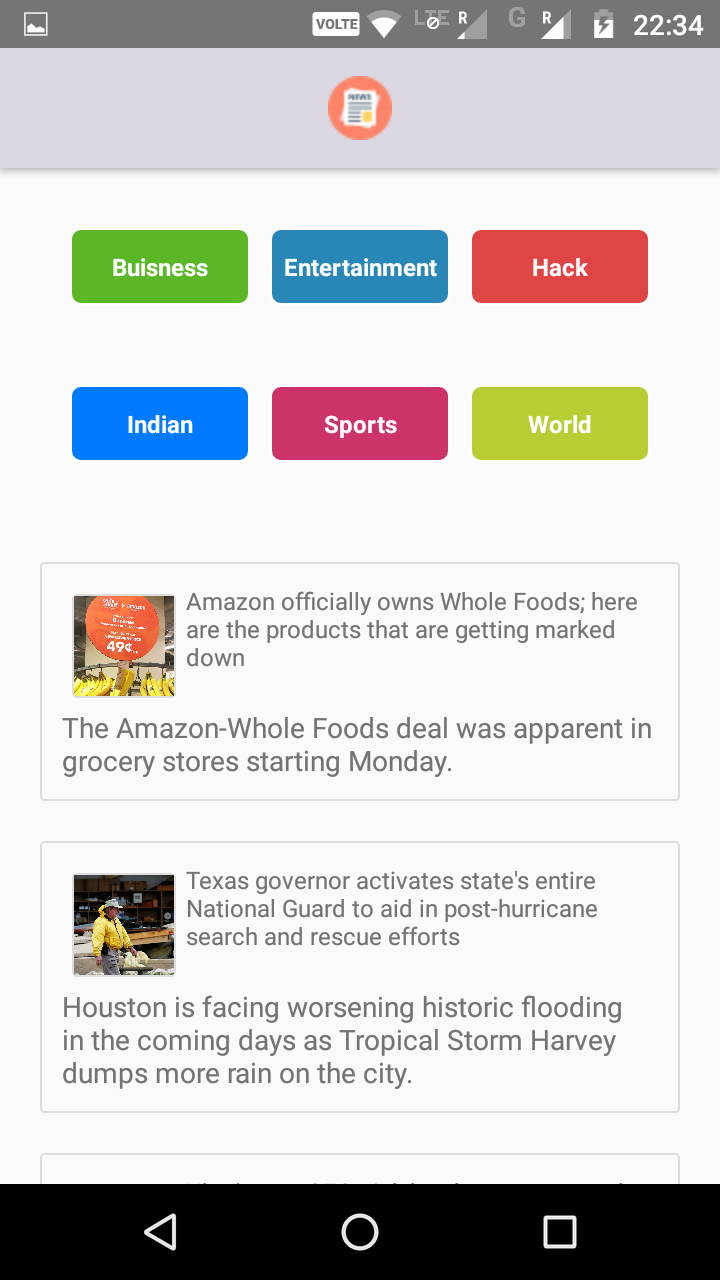 VOLTE LTE R G R 22:34
NEWS
Buisness Entertainment Hack
Indian Sports World
Amazon officially owns Whole Foods; here
are the products that are getting marked
down
49¢
The Amazon-Whole Foods deal was apparent in
grocery stores starting Monday.
Texas governor activates state's entire
National Guard to aid in post-hurricane
search and rescue efforts
Houston is facing worsening historic flooding
in the coming days as Tropical Storm Harvey
dumps more rain on the city.